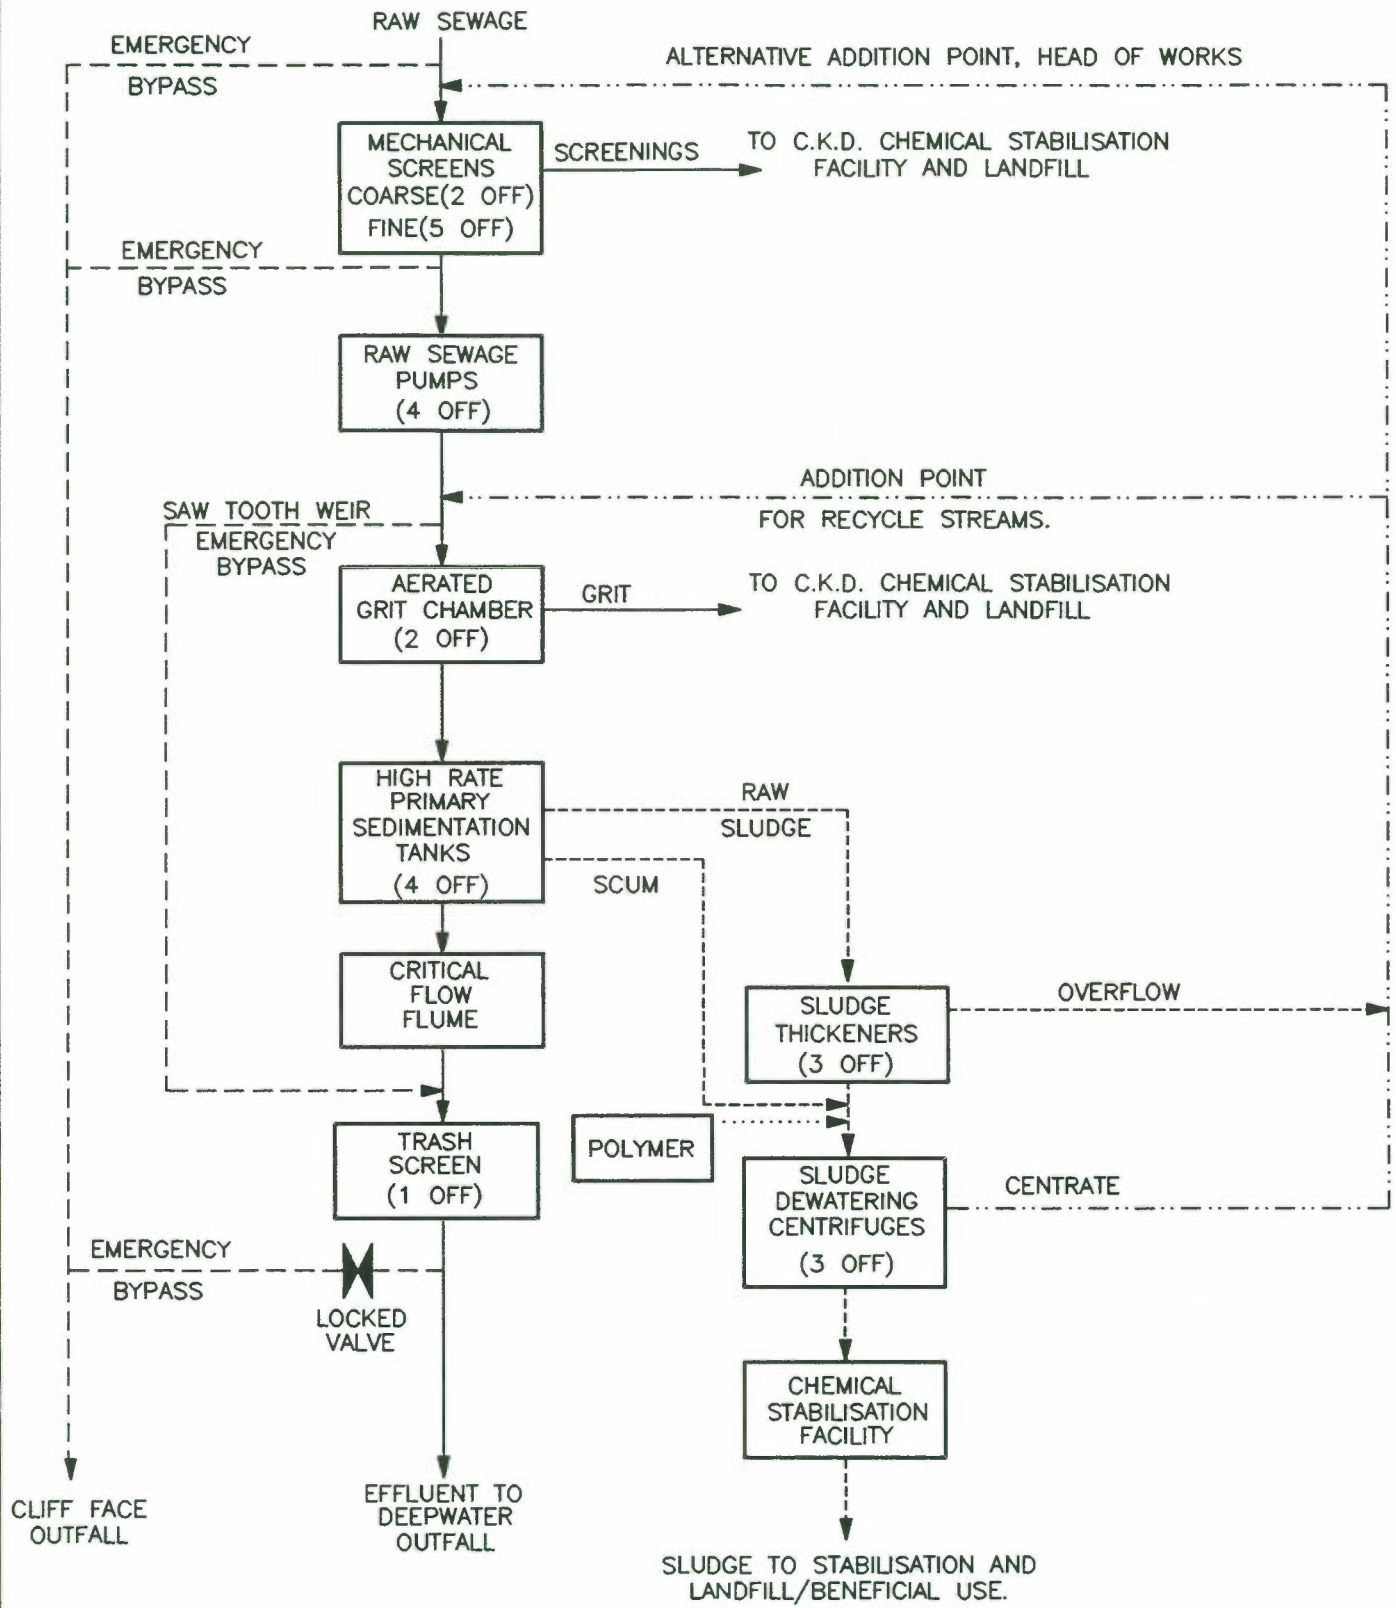 RAW SEWAGE
EMERGENCY
BYPASS
ALTERNATIVE ADDITION POINT, HEAD OF WORKS
MECHANICAL
SCREENS
COARSE(2 OFF)
FINE(5 OFF)
SCREENINGS
TO C.K.D. CHEMICAL STABILISATION
FACILITY AND LANDFILL
EMERGENCY
BYPASS
RAW SEWAGE
PUMPS
(4 OFF)
ADDITION POINT
FOR RECYCLE STREAMS.
SAW TOOTH WEIR
EMERGENCY
BYPASS
AERATED
GRIT CHAMBER
(2 OFF)
GRIT
TO C.K.D. CHEMICAL STABILISATION
FACILITY AND LANDFILL
HIGH RATE
PRIMARY
SEDIMENTATION
TANKS
(4 OFF)
RAW
SLUDGE
SCUM
CRITICAL
FLOW
FLUME
SLUDGE
THICKENERS
(3 OFF)
OVERFLOW
TRASH
SCREEN
(1 OFF)
POLYMER
SLUDGE
DEWATERING
CENTRIFUGES
(3 OFF)
CENTRATE
EMERGENCY
BYPASS
LOCKED
VALVE
CHEMICAL
STABILISATION
FACILITY
CLIFF FACE
OUTFALL
EFFLUENT TO
DEEPWATER
OUTFALL
SLUDGE TO STABILISATION AND
LANDFILL/BENEFICIAL USE.